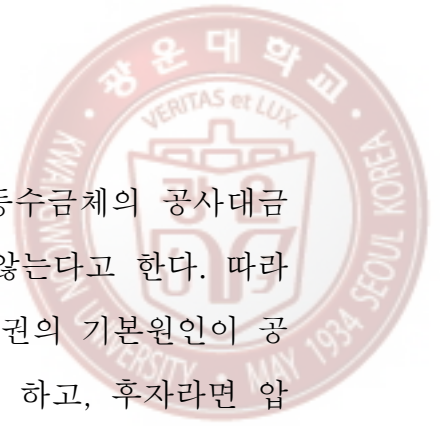 광운대학교
VERITAS et LUX
동수금체의 공사대금
않는다고 한다. 따라
권의 기본원인이 공
하고, 후자라면 압
KWANGWOON UNIVERSITY • MAY 1934 SEOUL KOREA